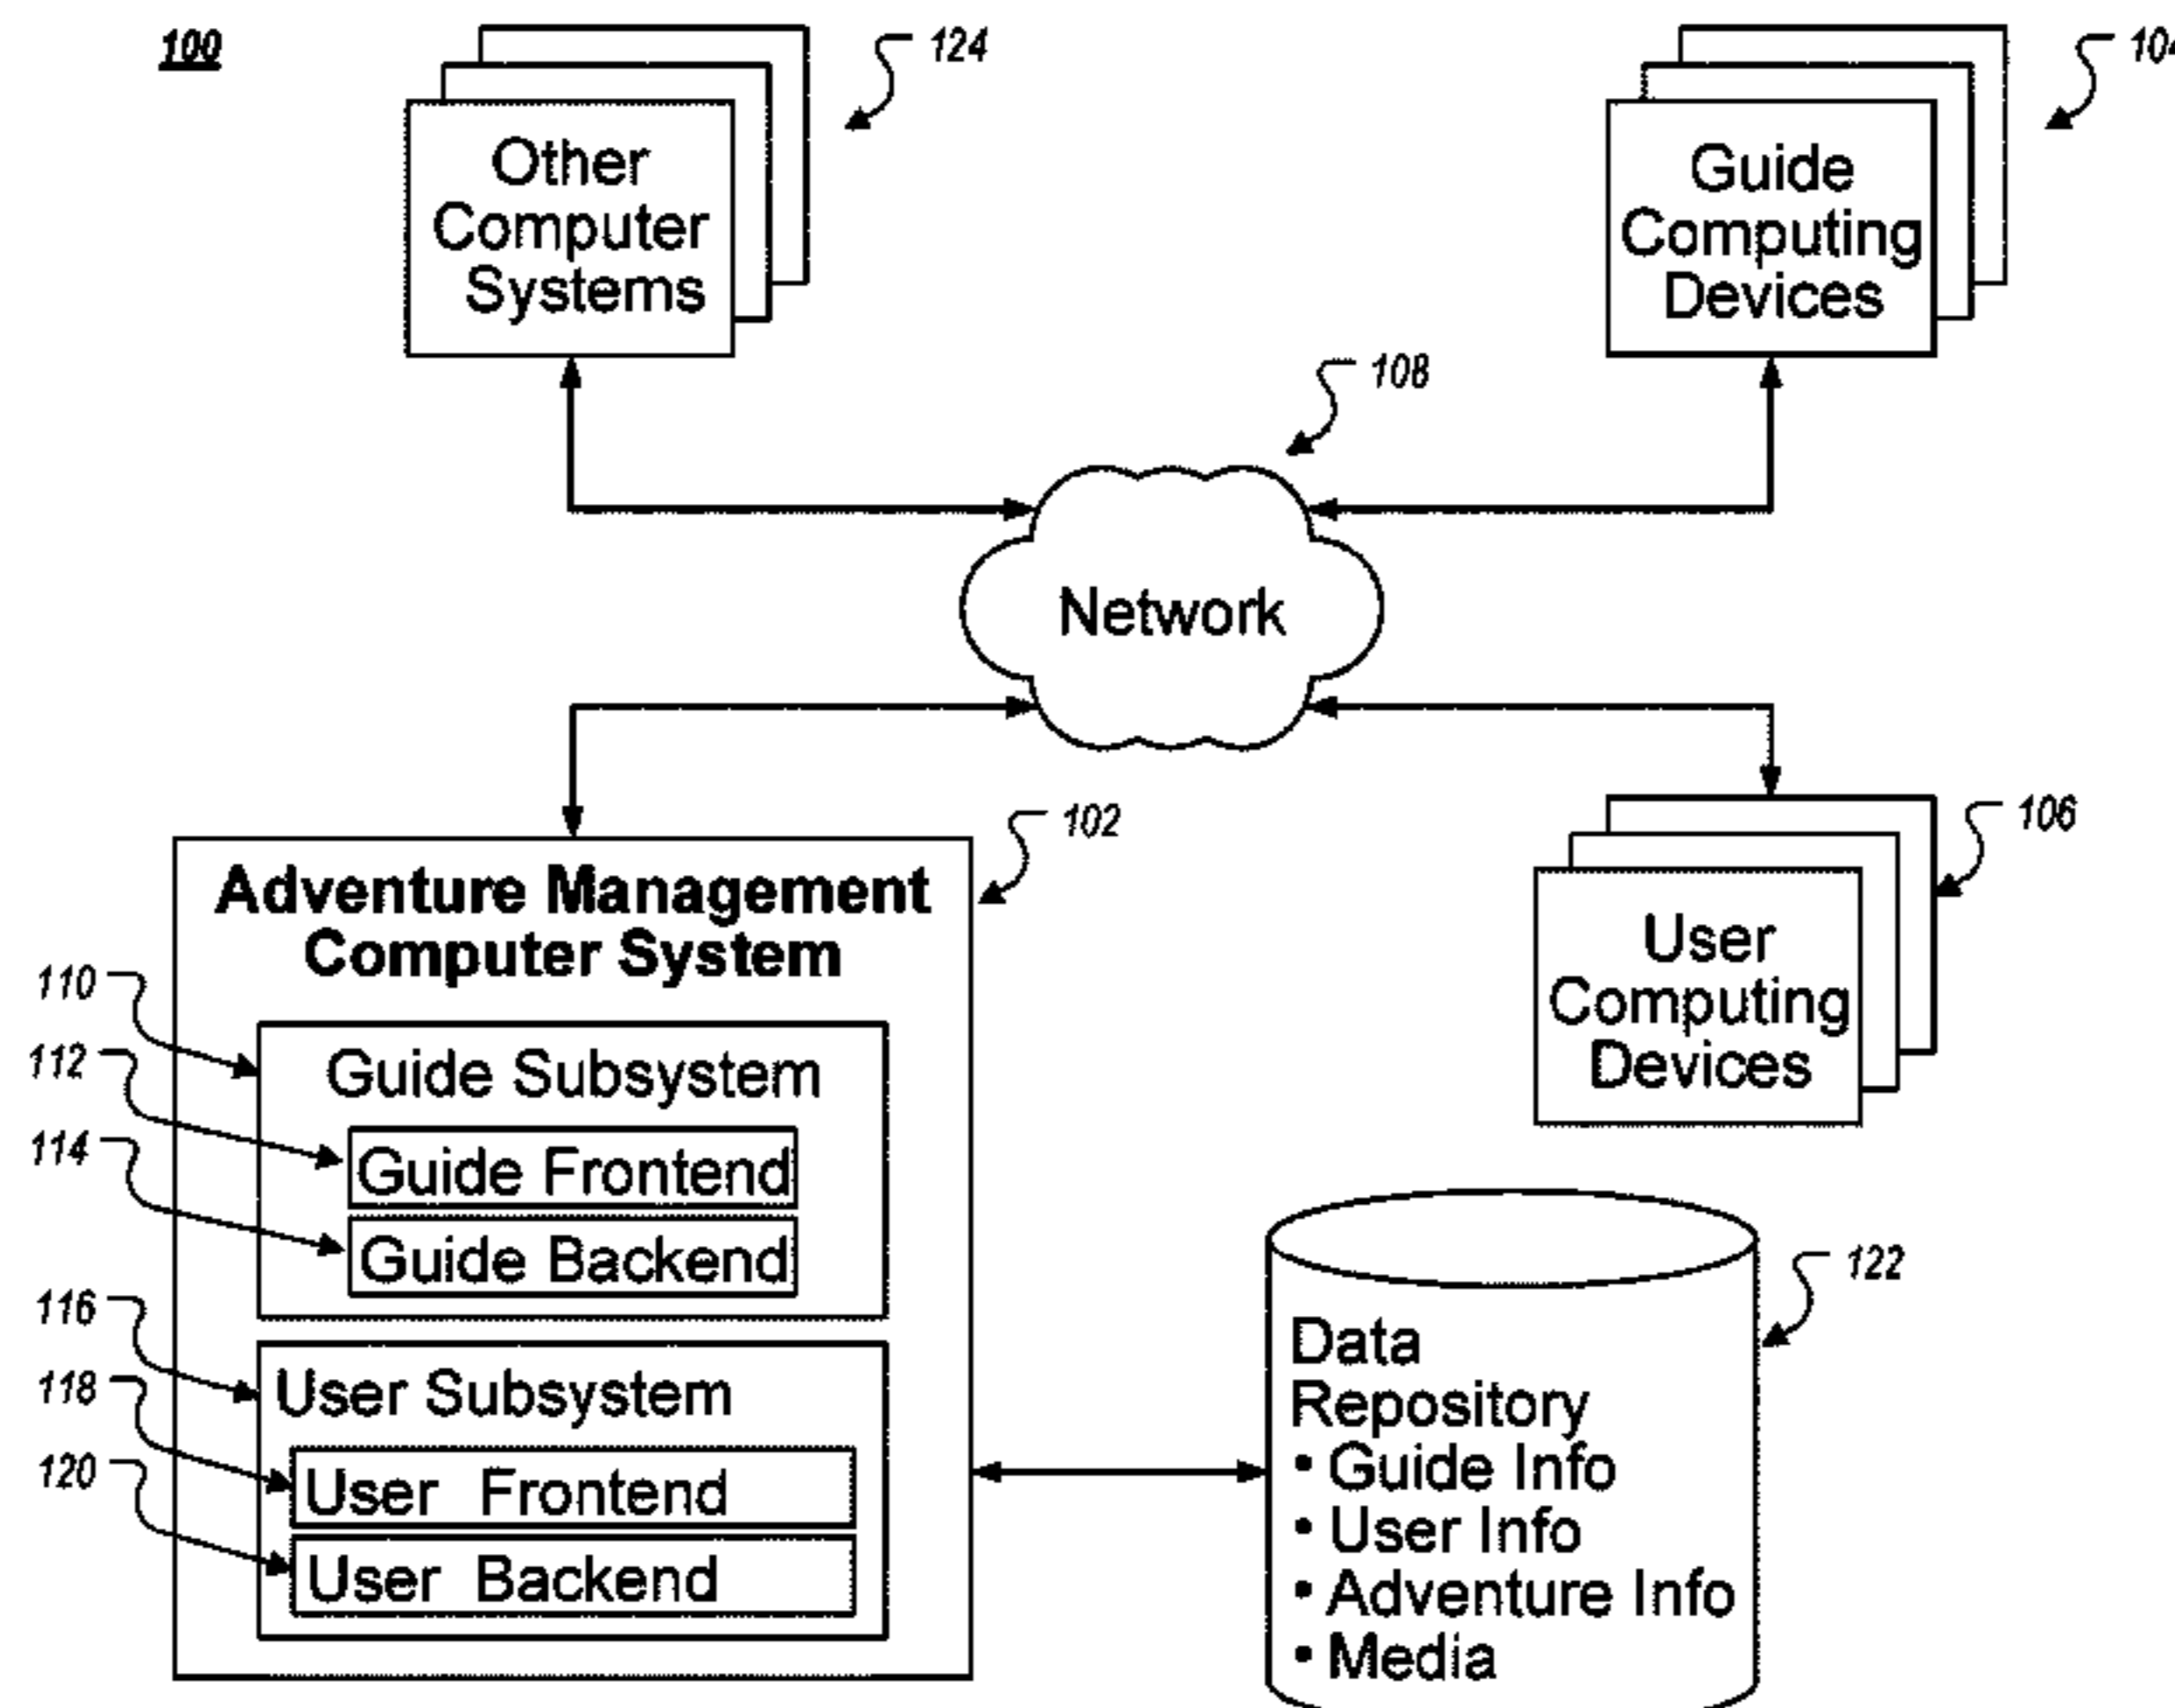 100
124
104
Other
Computer
Systems
Guide
Computing
Devices
108
Network
102
106
Adventure Management
Computer System
User
Computing
Devices
110
Guide Subsystem
112
Guide Frontend
114
Guide Backend
116
User Subsystem
118
User Frontend
120
User Backend
122
Data
Repository
• Guide Info
• User Info
• Adventure Info
• Media